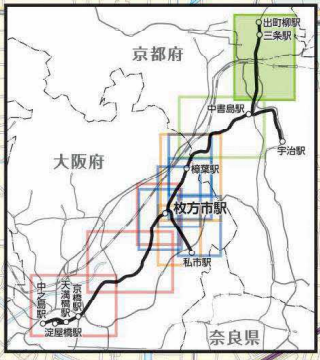 出町柳駅
三条駅
京都府
中書島駅
宇治駅
大阪府
樟葉駅
枚方市駅
私市駅
京橋駅
天満橋駅
中之島駅
淀屋橋駅
奈良県